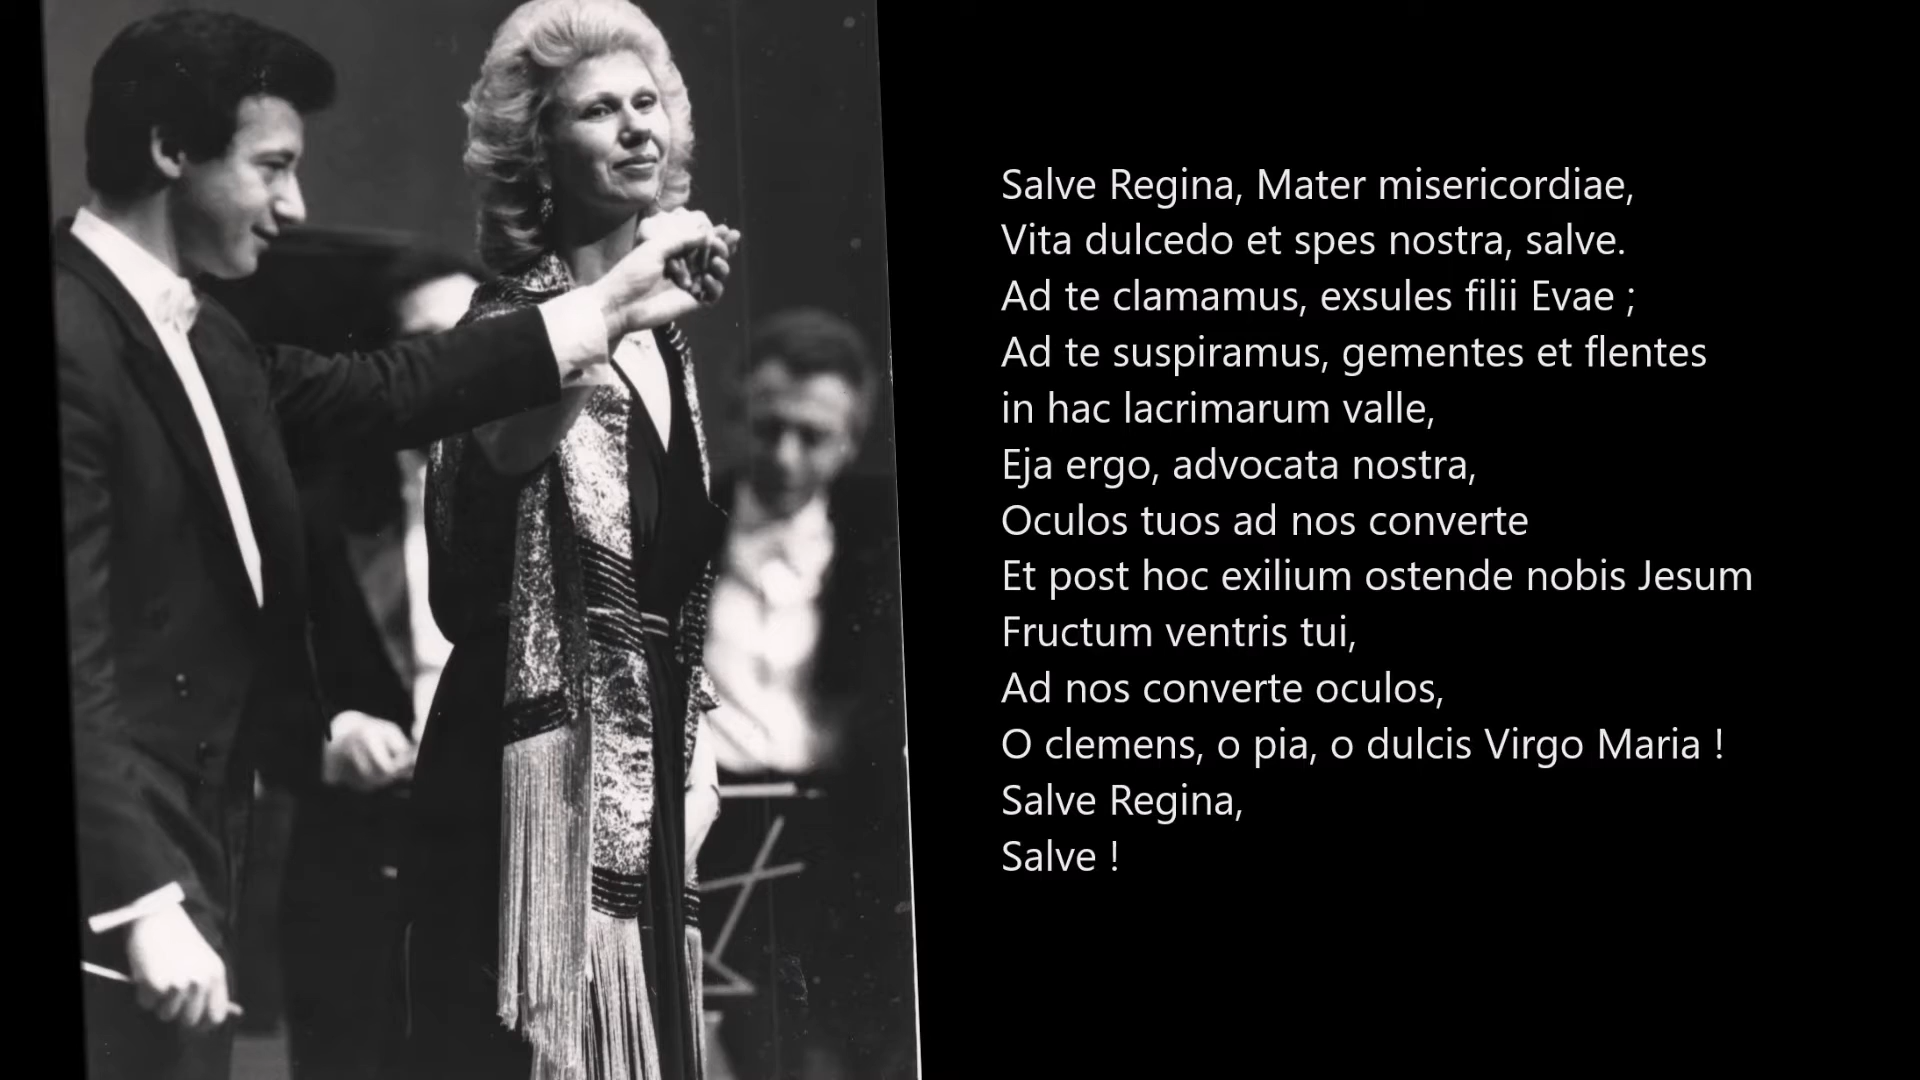 Salve Regina, Mater misericordiae,
Vita dulcedo et spes nostra, salve.
Ad te clamamus, exsules filii Evae ;
Ad te suspiramus, gementes et flentes
in hac lacrimarum valle,
Eja ergo, advocata nostra,
Oculos tuos ad nos converte
Et post hoc exilium ostende nobis Jesum
Fructum ventris tui,
Ad nos converte oculos,
O clemens, o pia, o dulcis Virgo Maria !
Salve Regina,
Salve !